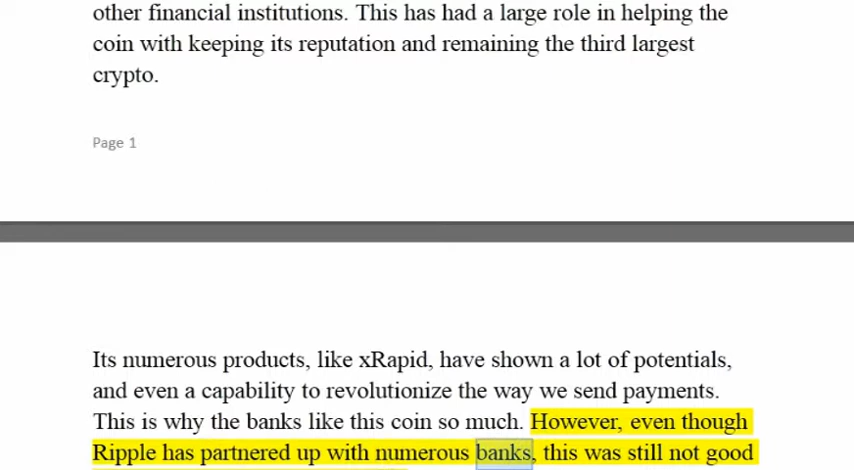 other financial institutions. This has had a large role in helping the
coin with keeping its reputation and remaining the third largest
crypto.
Page 1
Its numerous products, like xRapid, have shown a lot of potentials,
and even a capability to revolutionize the way we send payments.
This is why the banks like this coin so much. However, even though
Ripple has partnered up with numerous banks, this was still not good